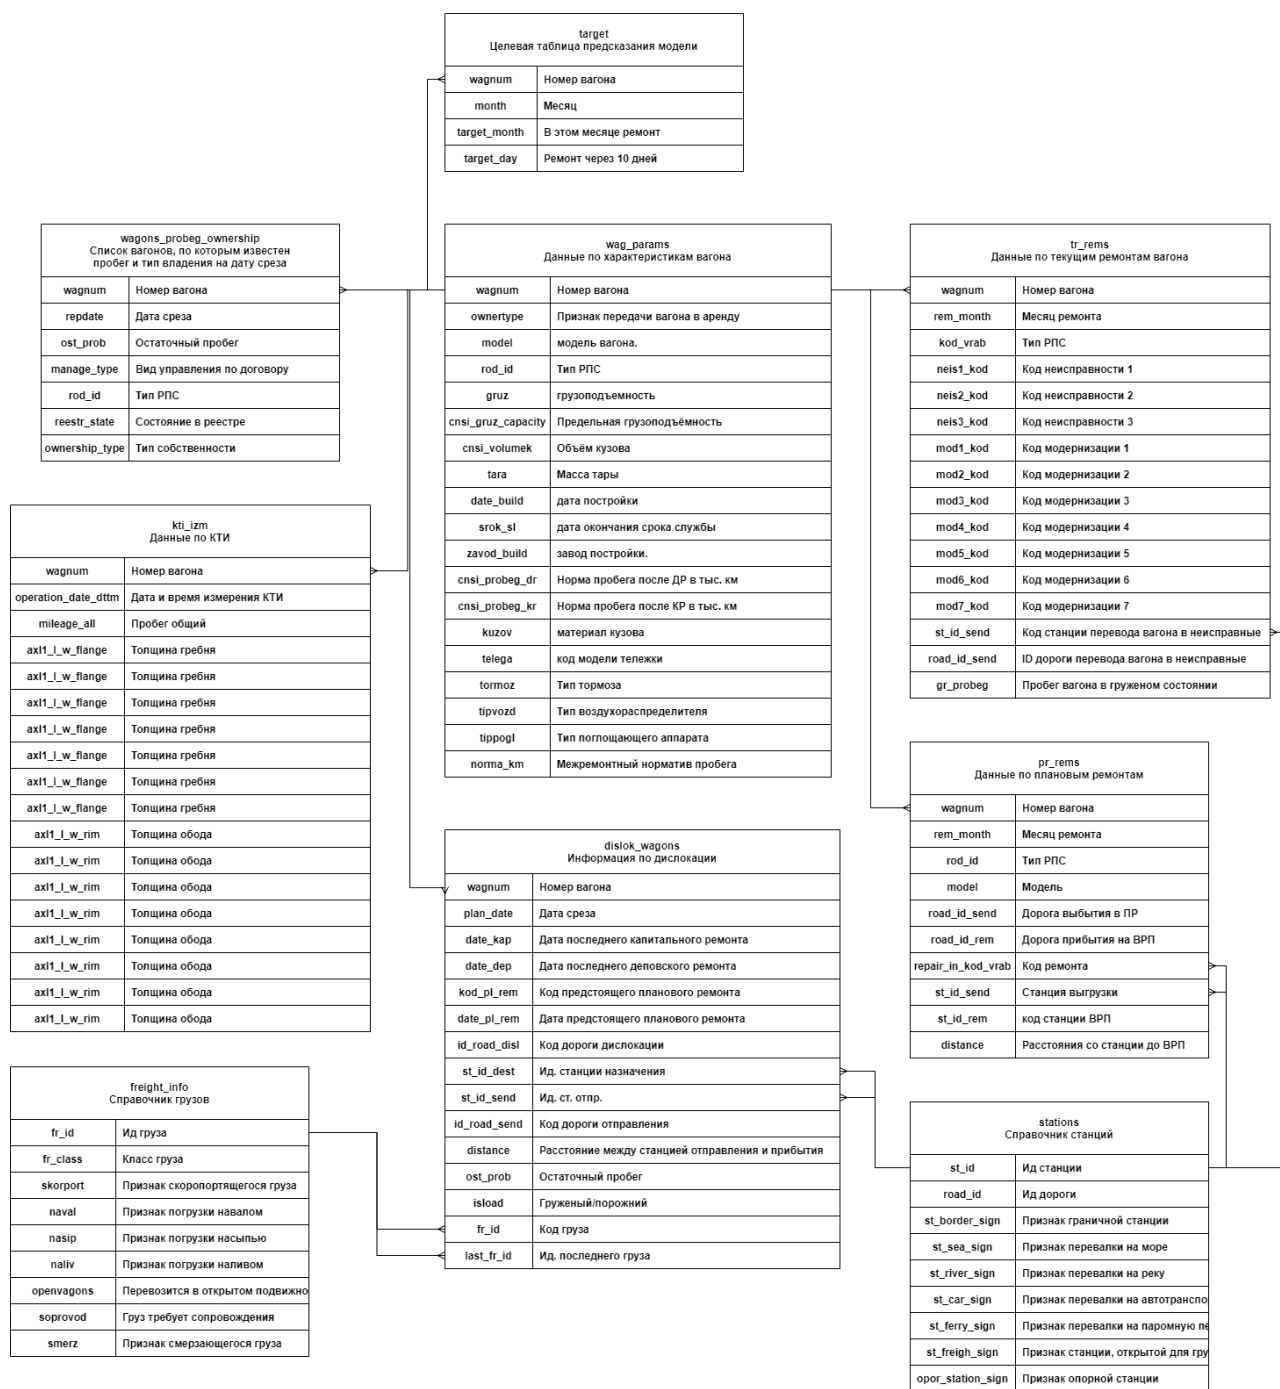 target
Целевая таблица предсказания модели
wagnum Номер вагона
month Месяц
target_month В этом месяце ремонт
target_day Ремонт через 10 дней
wagons_probeg_ownership
Список вагонов, по которым известен
пробег и тип владения на дату среза
wagnum Номер вагона
repdate Дата среза
ost_prob Остаточный пробег
manage_type Вид управления по договору
rod_id Тип РПС
reestr_state Состояние в реестре
ownership_type Тип собственности
wag_params
Данные по характеристикам вагона
wagnum Номер вагона
ownertype Признак передачи вагона в аренду
model модель вагона.
rod_id Тип РПС
gruz грузоподъемность
cnsi_gruz_capacity Предельная грузоподъёмность
cnsi_volumek Объём кузова
tara Масса тары
date_build дата постройки
srok_sl дата окончания срока службы
zavod_build завод постройки.
cnsi_probeg_dr Норма пробега после ДР в тыс. км
cnsi_probeg_kr Норма пробега после КР в тыс. км
kuzov материал кузова
telega код модели тележки
tormoz Тип тормоза
tipvozd Тип воздухораспределителя
tippogl Тип поглощающего аппарата
norma_km Межремонтный норматив пробега
tr_rems
Данные по текущим ремонтам вагона
wagnum Номер вагона
rem_month Месяц ремонта
kod_vrab Тип РПС
neis1_kod Код неисправности 1
neis2_kod Код неисправности 2
neis3_kod Код неисправности 3
mod1_kod Код модернизации 1
mod2_kod Код модернизации 2
mod3_kod Код модернизации 3
mod4_kod Код модернизации 4
mod5_kod Код модернизации 5
mod6_kod Код модернизации 6
mod7_kod Код модернизации 7
st_id_send Код станции перевода вагона в неисправные
road_id_send ID дороги перевода вагона в неисправные
gr_probeg Пробег вагона в груженом состоянии
kti_izm
Данные по КТИ
wagnum Номер вагона
operation_date_dttm Дата и время измерения КТИ
mileage_all Пробег общий
axl1_l_w_flange Толщина гребня
axl1_l_w_flange Толщина гребня
axl1_l_w_flange Толщина гребня
axl1_l_w_flange Толщина гребня
axl1_l_w_flange Толщина гребня
axl1_l_w_flange Толщина гребня
axl1_l_w_flange Толщина гребня
axl1_l_w_rim Толщина обода
axl1_l_w_rim Толщина обода
axl1_l_w_rim Толщина обода
axl1_l_w_rim Толщина обода
axl1_l_w_rim Толщина обода
axl1_l_w_rim Толщина обода
axl1_l_w_rim Толщина обода
axl1_l_w_rim Толщина обода
pr_rems
Данные по плановым ремонтам
wagnum Номер вагона
rem_month Месяц ремонта
rod_id Тип РПС
model Модель
road_id_send Дорога выбытия в ПР
road_id_rem Дорога прибытия на ВРП
repair_in_kod_vrab Код ремонта
st_id_send Станция выгрузки
st_id_rem код станции ВРП
distance Расстояния со станции до ВРП
dislok_wagons
Информация по дислокации
wagnum Номер вагона
plan_date Дата среза
date_kap Дата последнего капитального ремонта
date_dep Дата последнего деповского ремонта
kod_pl_rem Код предстоящего планового ремонта
date_pl_rem Дата предстоящего планового ремонта
id_road_disl Код дороги дислокации
st_id_dest Ид. станции назначения
st_id_send Ид. ст. отпр.
id_road_send Код дороги отправления
distance Расстояние между станцией отправления и прибытия
ost_prob Остаточный пробег
isload Груженый/порожний
fr_id Код груза
last_fr_id Ид. последнего груза
freight_info
Справочник грузов
fr_id Ид груза
fr_class Класс груза
skorport Признак скоропортящегося груза
naval Признак погрузки навалом
nasip Признак погрузки насыпью
naliv Признак погрузки наливом
openvagons Перевозится в открытом подвижно
soprovod Груз требует сопровождения
smerz Признак смерзающегося груза
stations
Справочник станций
st_id Ид станции
road_id Ид дороги
st_border_sign Признак граничной станции
st_sea_sign Признак перевалки на море
st_river_sign Признак перевалки на реку
st_car_sign Признак перевалки на автотранспо
st_ferry_sign Признак перевалки на паромную пе
st_freigh_sign Признак станции, открытой для гру
opor_station_sign Признак опорной станции